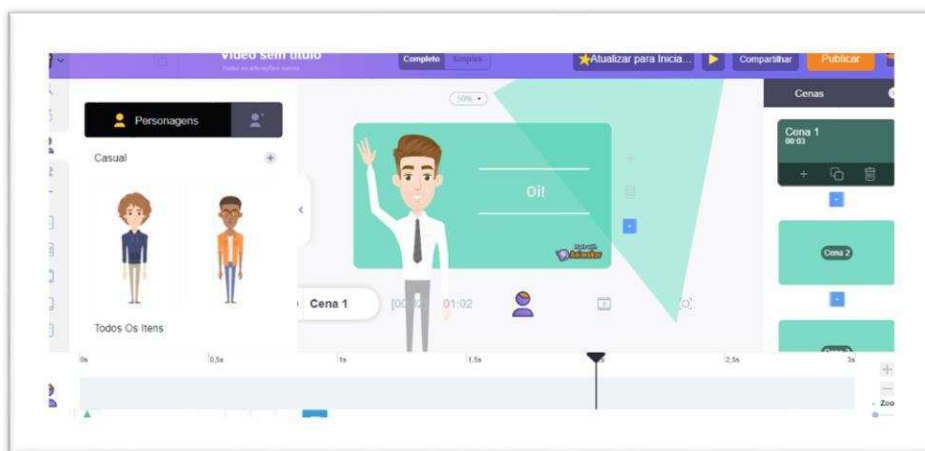 Vídeo sem título
Completo
Simples
Atualizar para Inicia...
Compartilhar
Publicar
50%
Cenas
Personagens
Casual
Oi!
Cena 1
00:03
Animaker
Cena 2
Cena 1
01:02
Todos Os Itens
0s
0,5s
1s
1,5s
2,5s
3s
Zoo